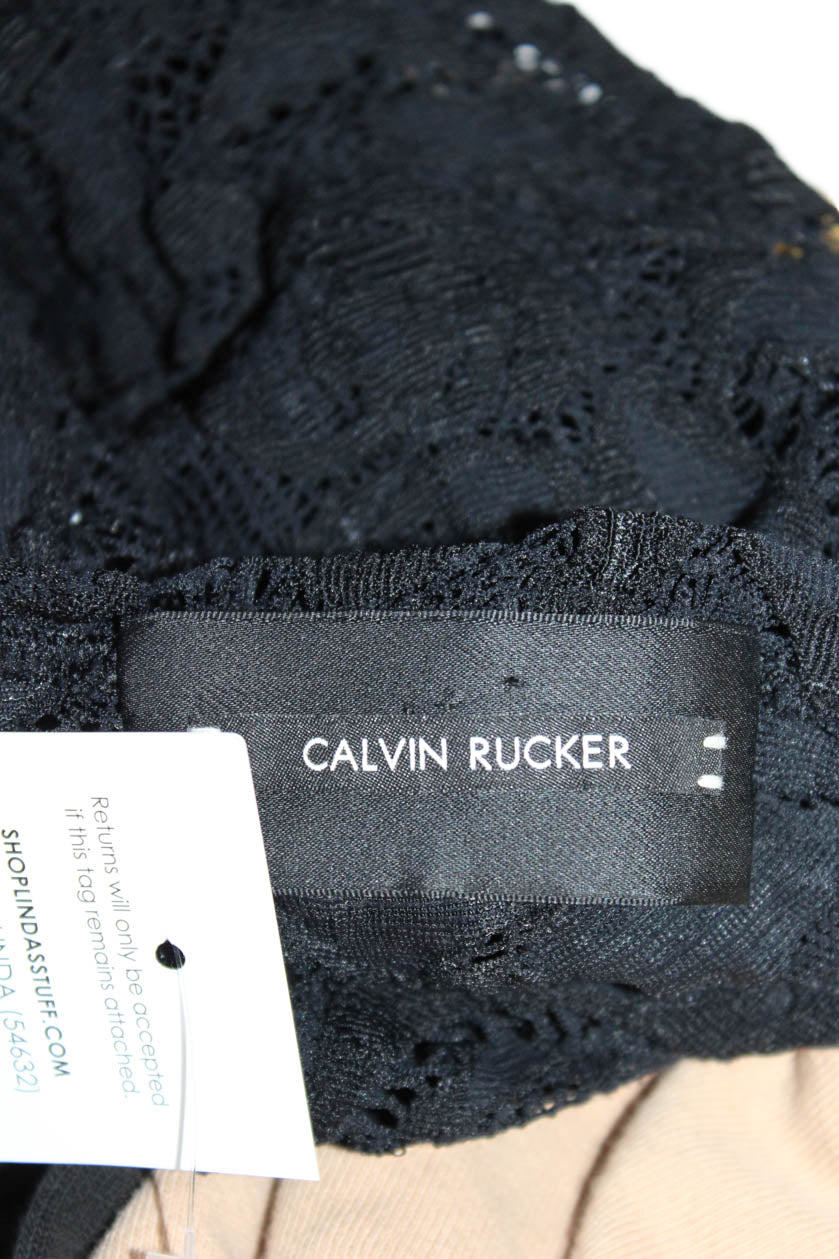 CALVIN RUCKER
Returns will only be accepted
if this tag remains attached.
SHOPLINDASSTUFF.COM
(54632)